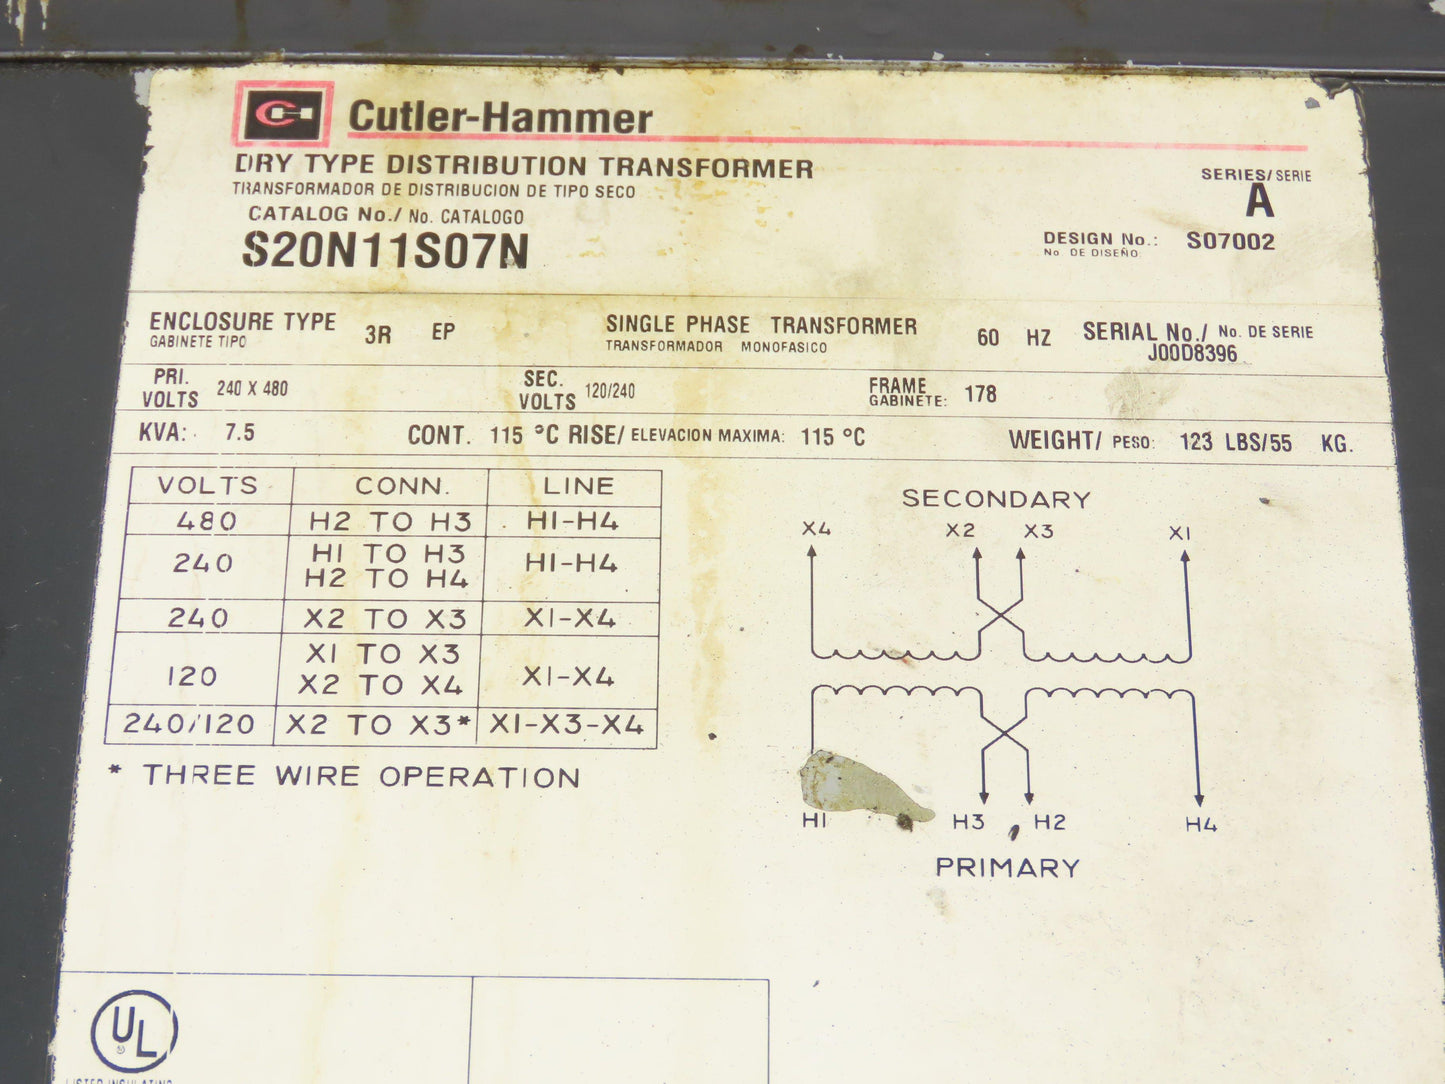 Cutler-Hammer
DRY TYPE DISTRIBUTION TRANSFORMER
TRANSFORMADOR DE DISTRIBUCION DE TIPO SECO
SERIES/ SERIE
A
CATALOG No./ No. CATALOGO
S20N11S07N
DESIGN No.: S07002
No DE DISEÑO
ENCLOSURE TYPE 3R EP SINGLE PHASE TRANSFORMER 60 HZ SERIAL No./ No. DE SERIE
GABINETE TIPO TRANSFORMADOR MONOFASICO J00D8396
PRI. VOLTS 240 X 480 SEC. VOLTS 120/240 FRAME GABINETE: 178
KVA: 7.5 CONT. 115 °C RISE/ ELEVACION MAXIMA: 115 °C WEIGHT/ PESO: 123 LBS/55 KG.
VOLTS CONN. LINE
480 H2 TO H3 H1-H4
240 H1 TO H3 H1-H4
H2 TO H4
240 X2 TO X3 X1-X4
120 X1 TO X3 X1-X4
X2 TO X4
240/120 X2 TO X3* X1-X3-X4
* THREE WIRE OPERATION
SECONDARY
X4 X2 X3 X1
H1 H3 H2 H4
PRIMARY
UL
®
LISTED INSULATING